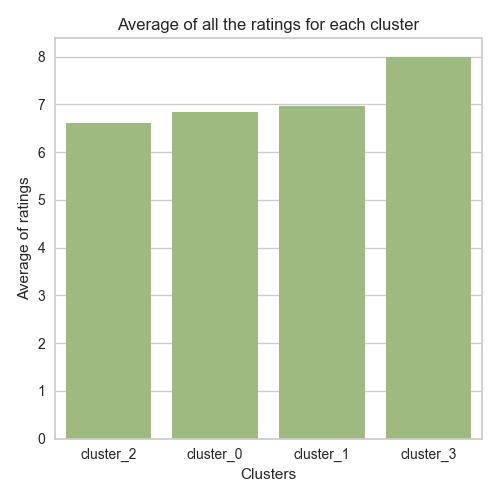 Average of all the ratings for each cluster
Average of ratings
8
7
6
5
4
3
2
1
0
cluster_2 cluster_0 cluster_1 cluster_3
Clusters